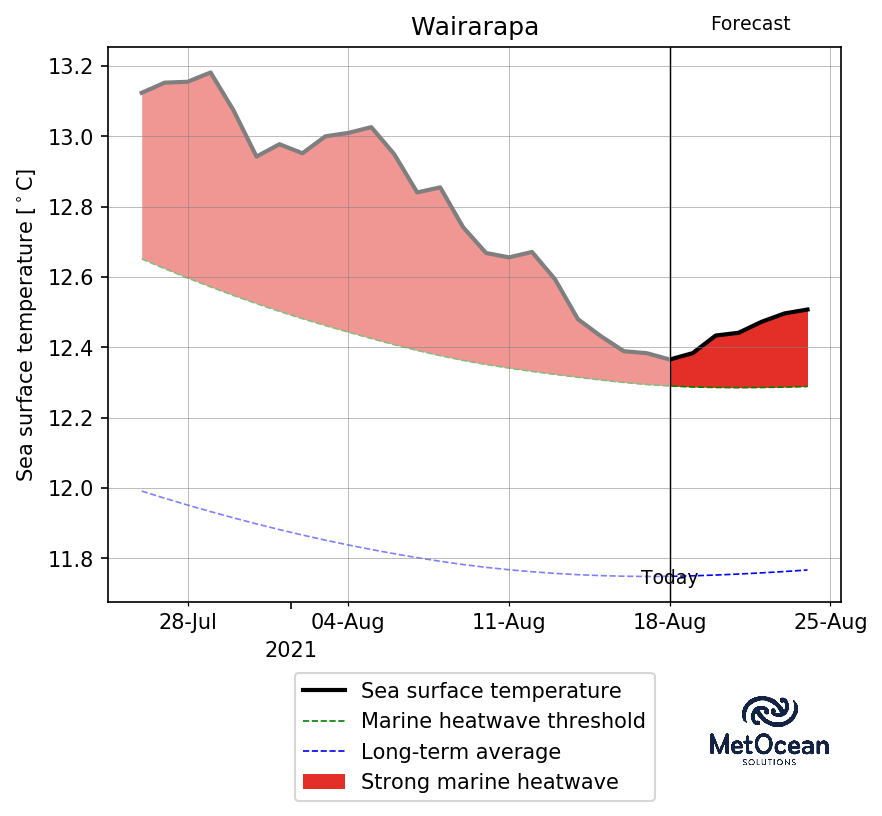 Wairarapa
Forecast
Sea surface temperature [°C]
13.2
13.0
12.8
12.6
12.4
12.2
12.0
11.8
Today
28-Jul
04-Aug
11-Aug
18-Aug
25-Aug
2021
Sea surface temperature
Marine heatwave threshold
Long-term average
Strong marine heatwave
MetOcean
SOLUTIONS